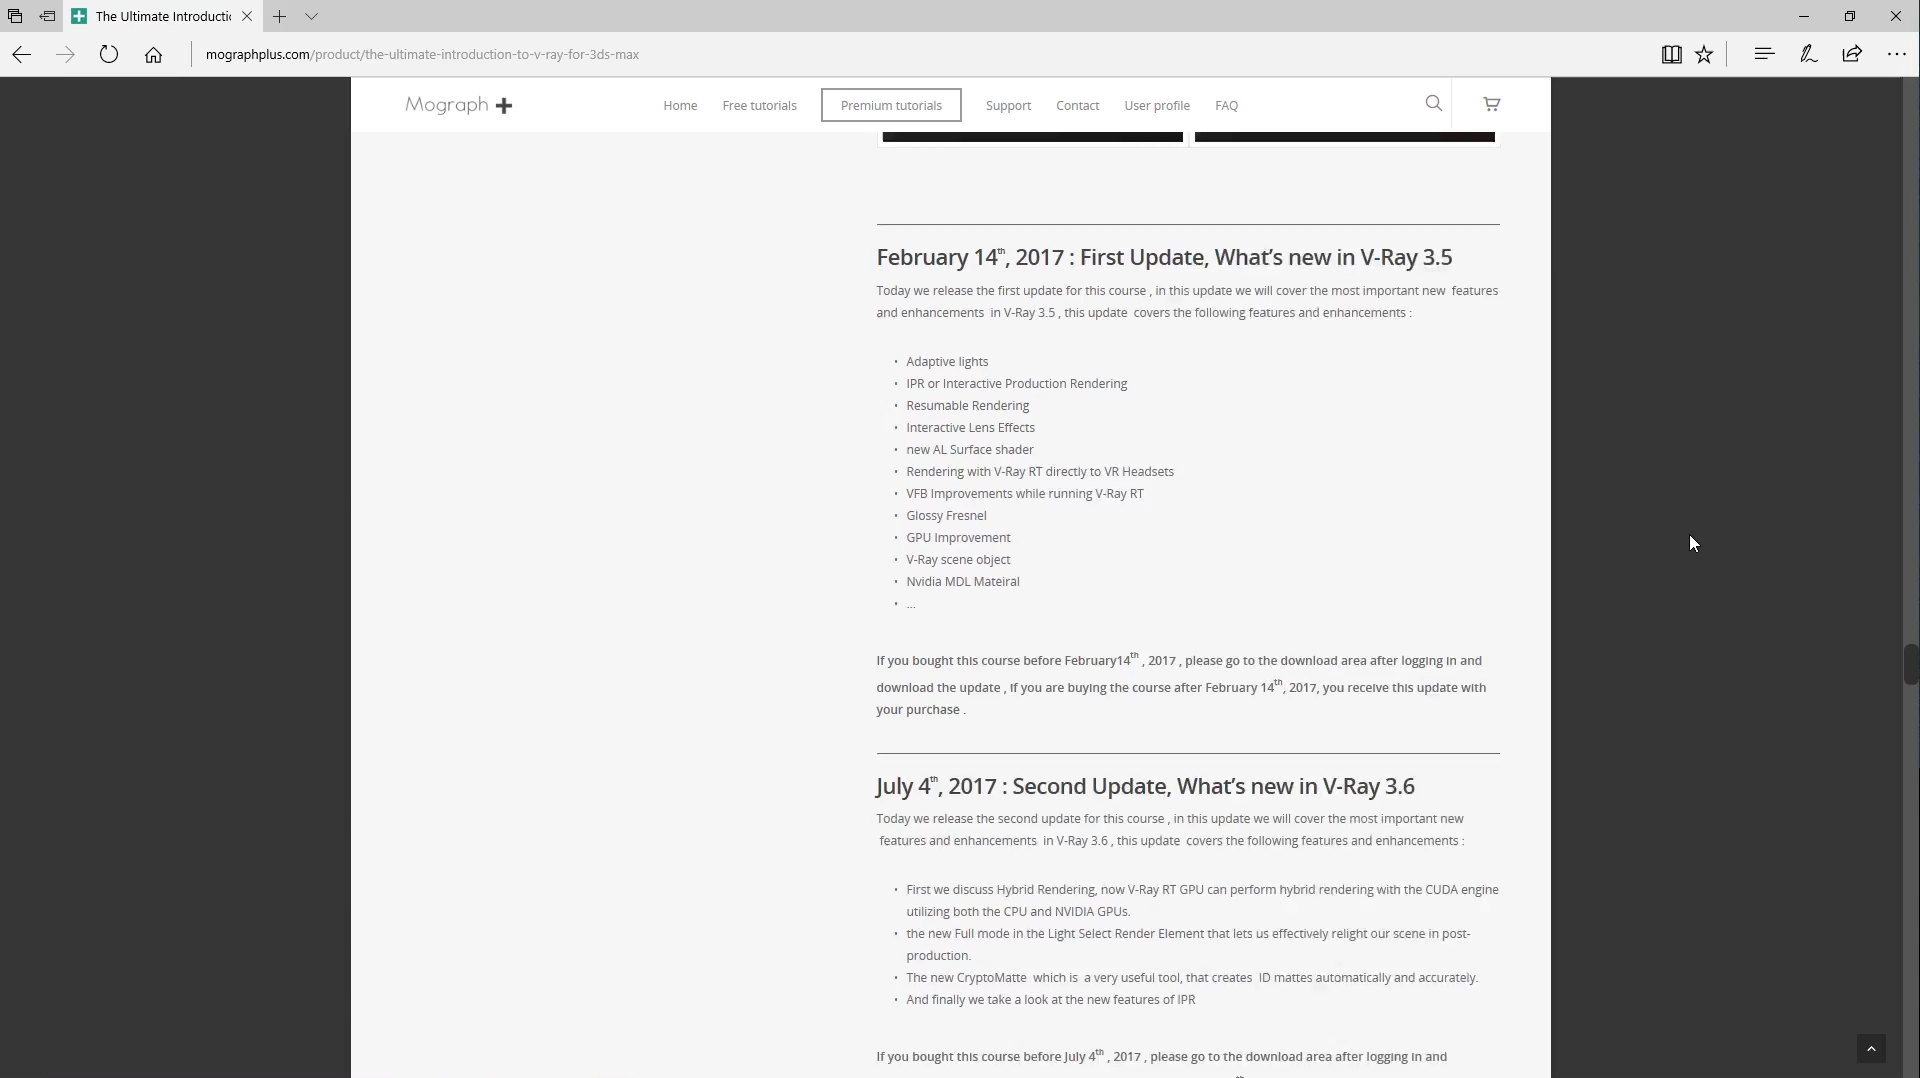 The Ultimate Introductic
mographplus.com/product/the-ultimate-introduction-to-v-ray-for-3ds-max
Mograph
Home Free tutorials Premium tutorials Support Contact User profile FAQ
February 14th, 2017 : First Update, What’s new in V-Ray 3.5
Today we release the first update for this course , in this update we will cover the most important new features
and enhancements in V-Ray 3.5 , this update covers the following features and enhancements :
• Adaptive lights
• IPR or Interactive Production Rendering
• Resumable Rendering
• Interactive Lens Effects
• new AL Surface shader
• Rendering with V-Ray RT directly to VR Headsets
• VFB Improvements while running V-Ray RT
• Glossy Fresnel
• GPU Improvement
• V-Ray scene object
• Nvidia MDL Mateiral
• ...
If you bought this course before February14th , 2017 , please go to the download area after logging in and
download the update , if you are buying the course after February 14th, 2017, you receive this update with
your purchase .
July 4th, 2017 : Second Update, What’s new in V-Ray 3.6
Today we release the second update for this course , in this update we will cover the most important new
features and enhancements in V-Ray 3.6 , this update covers the following features and enhancements :
• First we discuss Hybrid Rendering, now V-Ray RT GPU can perform hybrid rendering with the CUDA engine
utilizing both the CPU and NVIDIA GPUs.
• the new Full mode in the Light Select Render Element that lets us effectively relight our scene in post-
production.
• The new CryptoMatte which is a very useful tool, that creates ID mattes automatically and accurately.
• And finally we take a look at the new features of IPR
If you bought this course before July 4th , 2017 , please go to the download area after logging in and